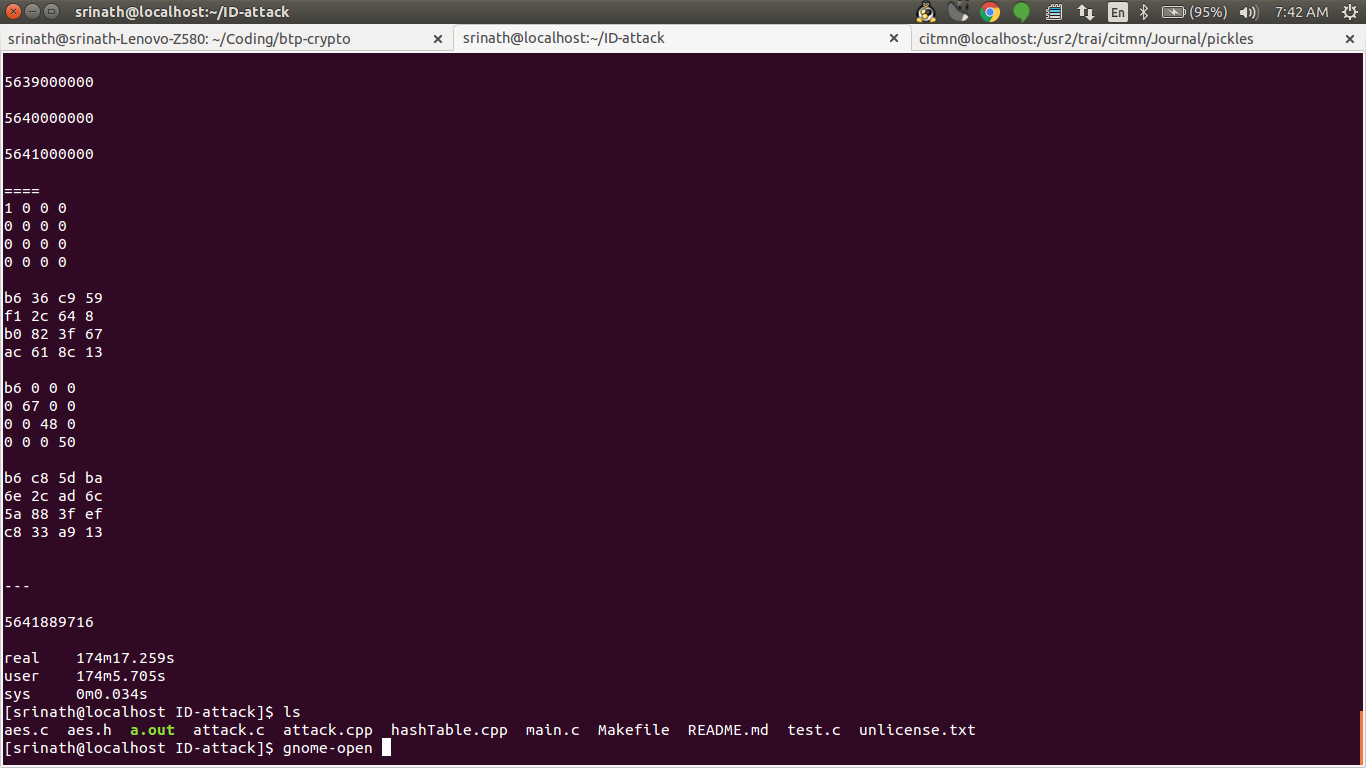 srinath@localhost:~/ID-attack
En
(95%)
7:42 AM
srinath@srinath-Lenovo-Z580: ~/Coding/btp-crypto
srinath@localhost:~/ID-attack
citmn@localhost:/usr2/trai/citmn/Journal/pickles
5639000000
5640000000
5641000000
====
1 0 0 0
0 0 0 0
0 0 0 0
0 0 0 0
b6 36 c9 59
f1 2c 64 8
b0 82 3f 67
ac 61 8c 13
b6 0 0 0
0 67 0 0
0 0 48 0
0 0 0 50
b6 c8 5d ba
6e 2c ad 6c
5a 88 3f ef
c8 33 a9 13
---
5641889716
real 174m17.259s
user 174m5.705s
sys 0m0.034s
[srinath@localhost ID-attack]$ ls
aes.c aes.h a.out attack.c attack.cpp hashTable.cpp main.c Makefile README.md test.c unlicense.txt
[srinath@localhost ID-attack]$ gnome-open